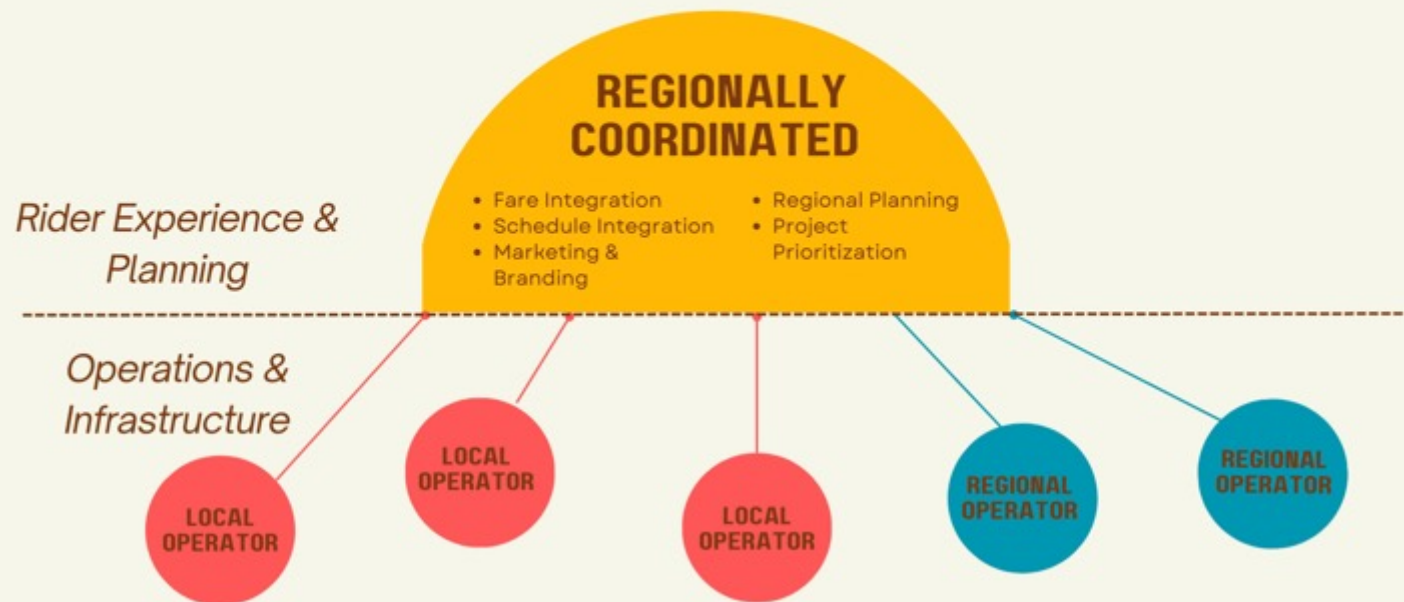 REGIONALLY
COORDINATED
• Fare Integration
• Schedule Integration
• Marketing &
Branding
• Regional Planning
• Project
Prioritization
Rider Experience &
Planning
Operations &
Infrastructure
LOCAL
OPERATOR
LOCAL
OPERATOR
LOCAL
OPERATOR
REGIONAL
OPERATOR
REGIONAL
OPERATOR